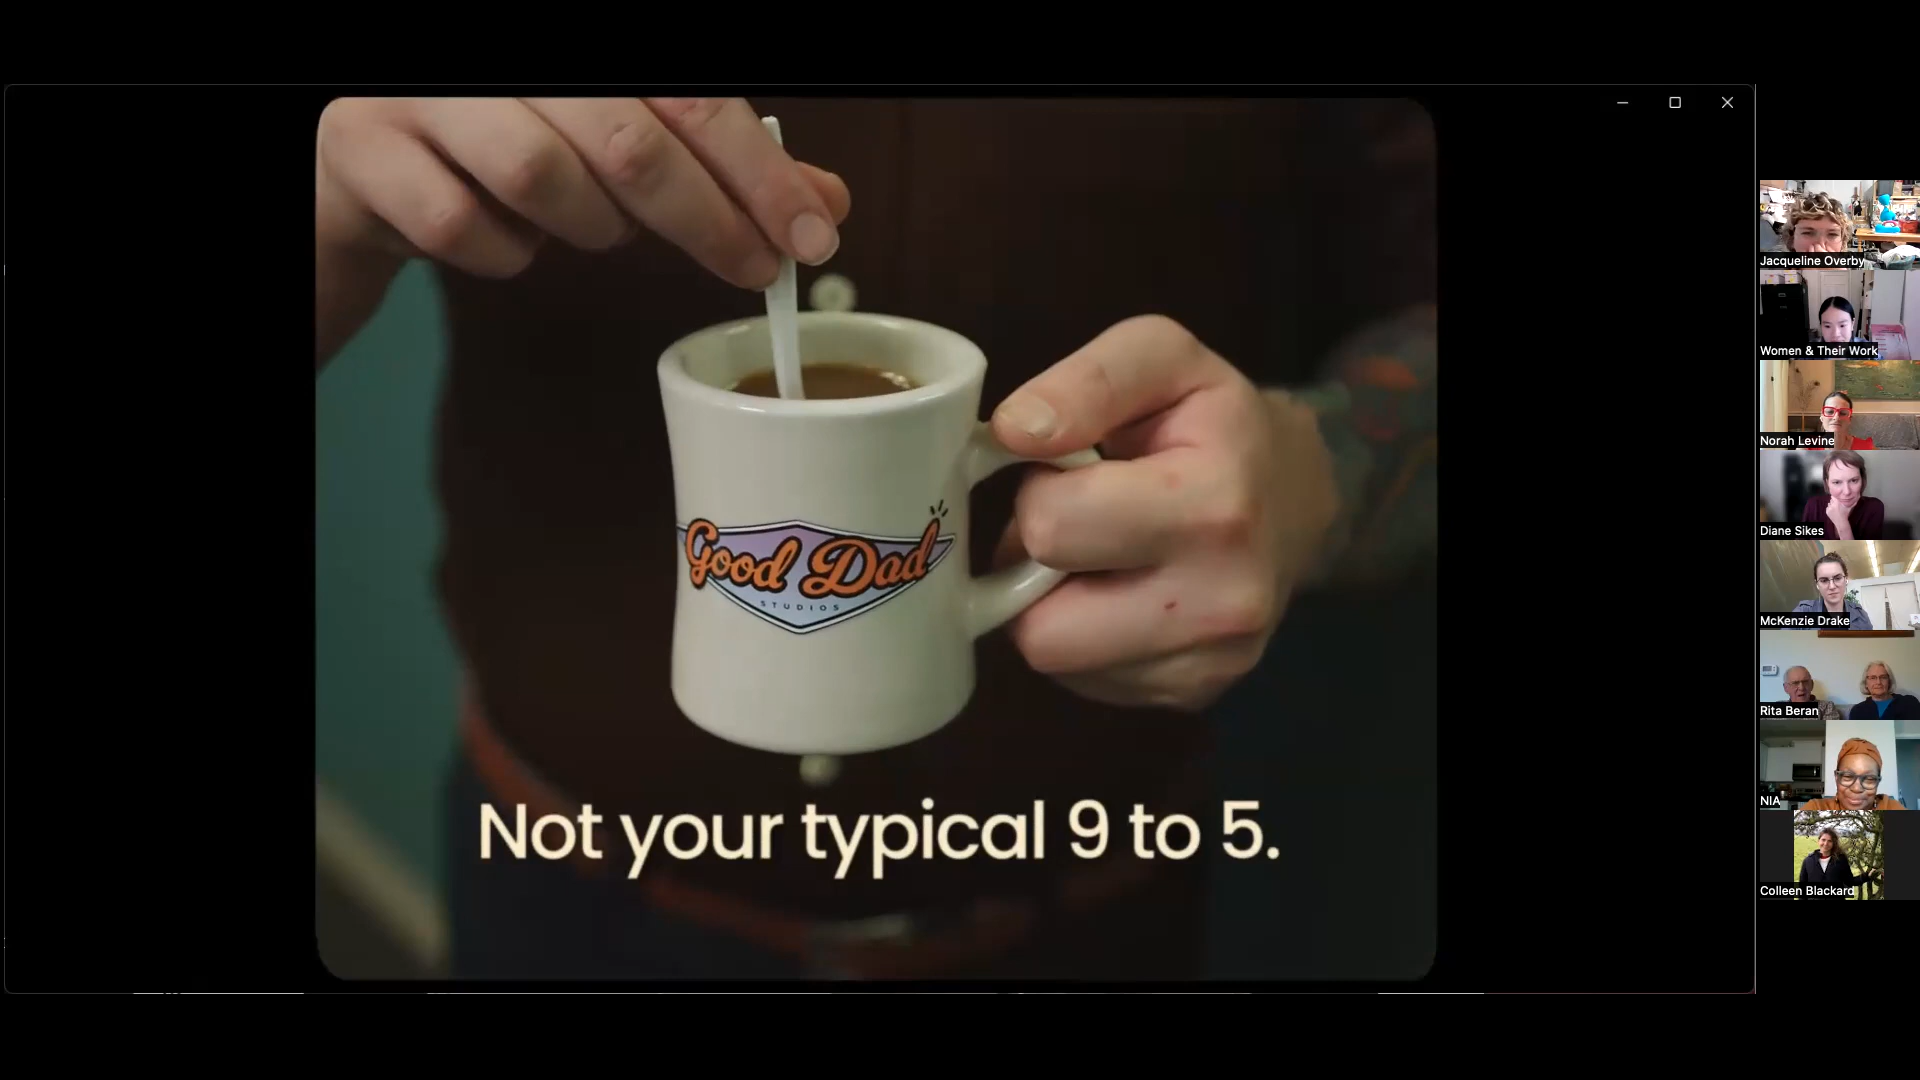 Good Dad
STUDIOS
Not your typical 9 to 5.
Jacqueline Overby
Women & Their Work
Norah Levine
Diane Sikes
McKenzie Drake
Rita Beran
NIA
Colleen Blackard